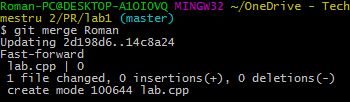 Roman-PC@DESKTOP-A1OI0VQ MINGW32 ~/OneDrive - Tech
mestru 2/PR/lab1 (master)
$ git merge Roman
Updating 2d198d6..14c8a24
Fast-forward
 lab.cpp | 0
 1 file changed, 0 insertions(+), 0 deletions(-)
 create mode 100644 lab.cpp